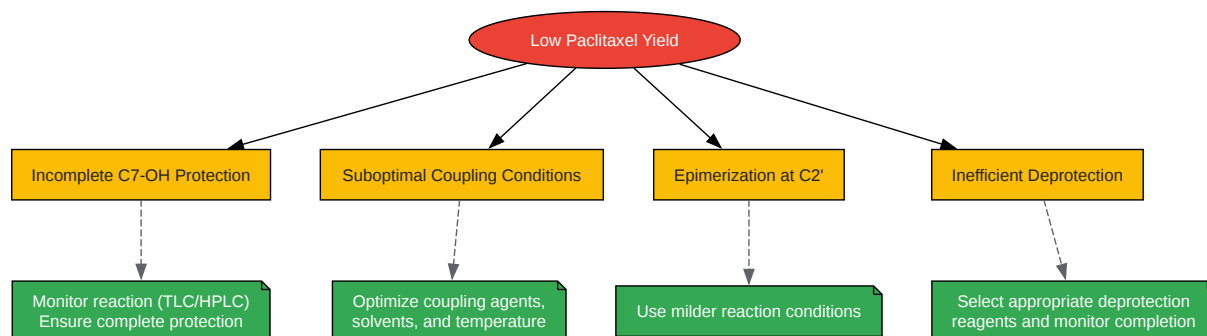 Low Paclitaxel Yield
Incomplete C7-OH Protection
Suboptimal Coupling Conditions
Epimerization at C2'
Inefficient Deprotection
Monitor reaction (TLC/HPLC)
Ensure complete protection
Optimize coupling agents,
solvents, and temperature
Use milder reaction conditions
Select appropriate deprotection
reagents and monitor completion